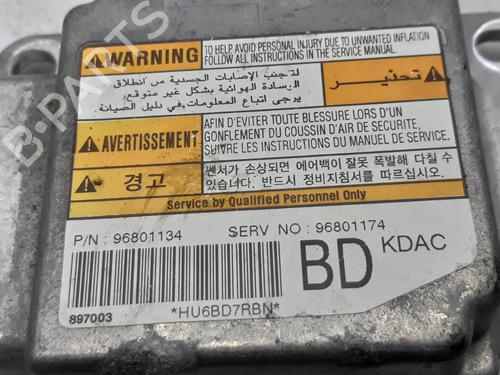 WARNING
TO HELP AVOID PERSONAL INJURY DUE TO UNWANTED INFLATION
FOLLOW ALL INSTRUCTIONS IN THE SERVICE MANUAL.
تحذير
لتجنب الإصابات الجسدية من انطلاق
الوسادة الهوائية بشكل غير متوقع,
يرجى اتباع المعلومات, في دليل الصيانة.
AVERTISSEMENT
AFIN D'EVITER TOUTE BLESSURE LORS D'UN
GONFLEMENT DU COUSSIN D'AIR DE SECURITE,
SUIVRE LES INSTRUCTIONS DU MANUEL DE SERVICE.
경고
쎈서가 손상되면 에어백이 잘못 폭발해 다칠 수
있습니다. 반드시 정비지침서를 따르십시오.
Service by Qualified Personnel Only
P/N : 96801134
SERV NO : 96801174
BD
KDAC
*HU6BD7RBN*
897003
B-PARTS